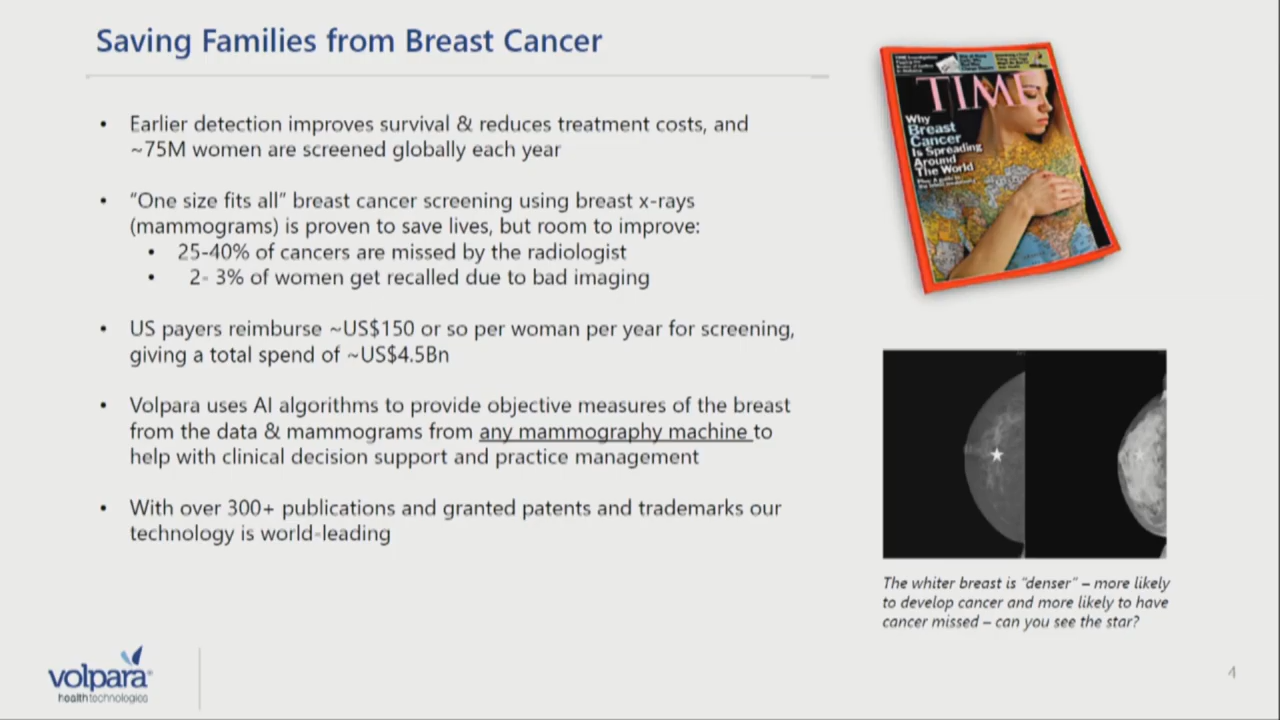 Saving Families from Breast Cancer
• Earlier detection improves survival & reduces treatment costs, and
~75M women are screened globally each year
• “One size fits all” breast cancer screening using breast x-rays
(mammograms) is proven to save lives, but room to improve:
• 25-40% of cancers are missed by the radiologist
• 2- 3% of women get recalled due to bad imaging
• US payers reimburse ~US$150 or so per woman per year for screening,
giving a total spend of ~US$4.5Bn
• Volpara uses AI algorithms to provide objective measures of the breast
from the data & mammograms from any mammography machine to
help with clinical decision support and practice management
• With over 300+ publications and granted patents and trademarks our
technology is world-leading
TIME
Why
Breast
Cancer
Is Spreading
Around
The World
The whiter breast is “denser” – more likely
to develop cancer and more likely to have
cancer missed – can you see the star?
volpara
healthtechnologies
4